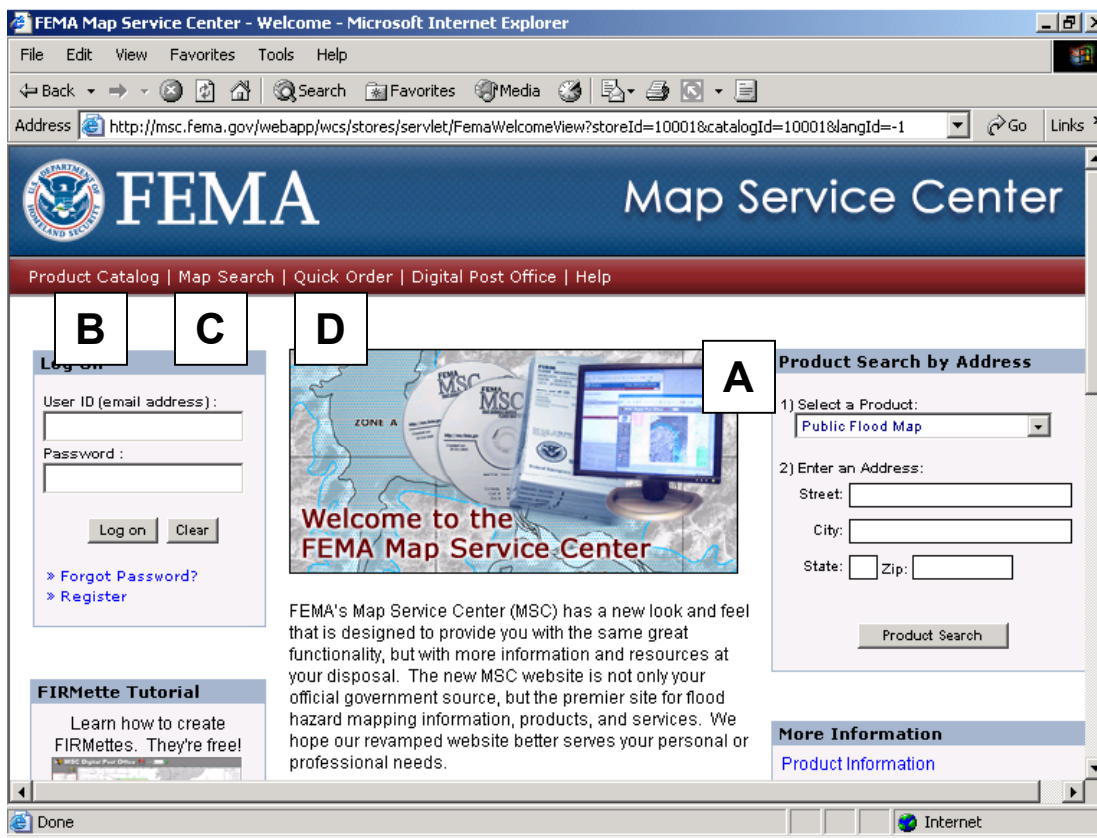 FEMA Map Service Center - Welcome - Microsoft Internet Explorer
File Edit View Favorites Tools Help
Back Search Favorites Media
Address http://msc.fema.gov/webapp/wcs/stores/servlet/FemaWelcomeView?storeId=10001&catalogId=10001&langId=-1 Go Links
FEMA
Map Service Center
Product Catalog | Map Search | Quick Order | Digital Post Office | Help
B
C
D
A
Log On
User ID (email address) :
Password :
Log on Clear
» Forgot Password?
» Register
FIRMette Tutorial
Learn how to create
FIRMettes. They're free!
ZONE A
FEMA
MSC
FEMA
MSC
Welcome to the
FEMA Map Service Center
FEMA's Map Service Center (MSC) has a new look and feel
that is designed to provide you with the same great
functionality, but with more information and resources at
your disposal. The new MSC website is not only your
official government source, but the premier site for flood
hazard mapping information, products, and services. We
hope our revamped website better serves your personal or
professional needs.
Product Search by Address
1) Select a Product:
Public Flood Map
2) Enter an Address:
Street:
City:
State: Zip:
Product Search
More Information
Product Information
Done
Internet